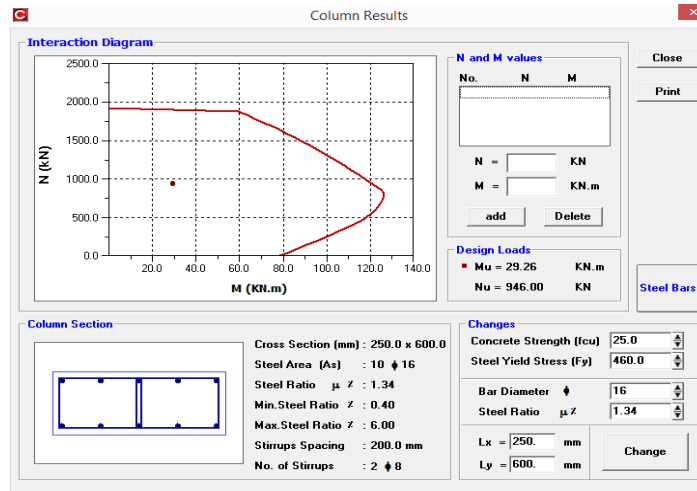 C
Column Results
Interaction Diagram
2500.0
2000.0
1500.0
1000.0
500.0
0.0
N (kN)
20.0 40.0 60.0 80.0 100.0 120.0 140.0
M (KN.m)
N and M values
No. N M
N = KN
M = KN.m
add Delete
Design Loads
Mu = 29.26 KN.m
Nu = 946.00 KN
Close
Print
Steel Bars
Column Section
Cross Section (mm) : 250.0 x 600.0
Steel Area (As) : 10 ϕ 16
Steel Ratio μ % : 1.34
Min.Steel Ratio % : 0.40
Max.Steel Ratio % : 6.00
Stirrups Spacing : 200.0 mm
No. of Stirrups : 2 ϕ 8
Changes
Concrete Strength (fcu) 25.0
Steel Yield Stress (Fy) 460.0
Bar Diameter ϕ 16
Steel Ratio μ % 1.34
Lx = 250. mm
Ly = 600. mm
Change